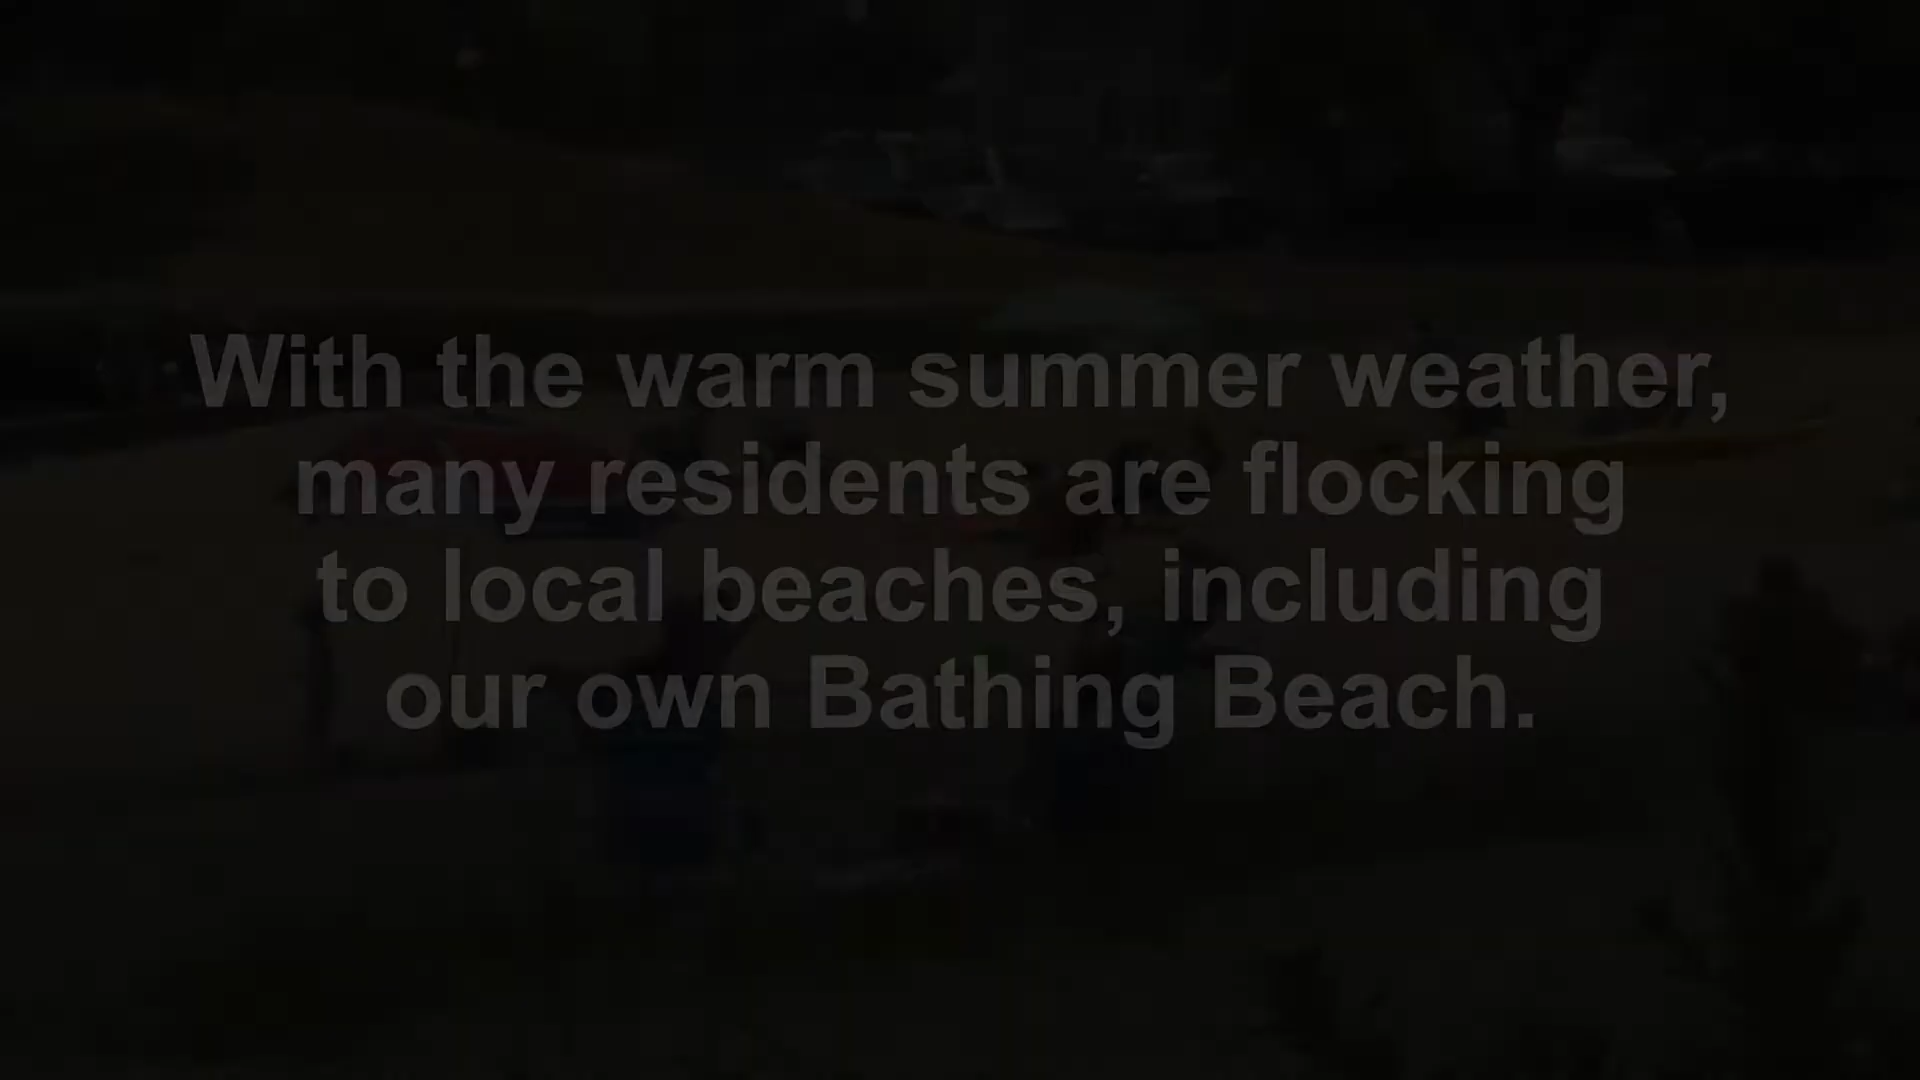 With the warm summer weather,
many residents are flocking
to local beaches, including
our own Bathing Beach.